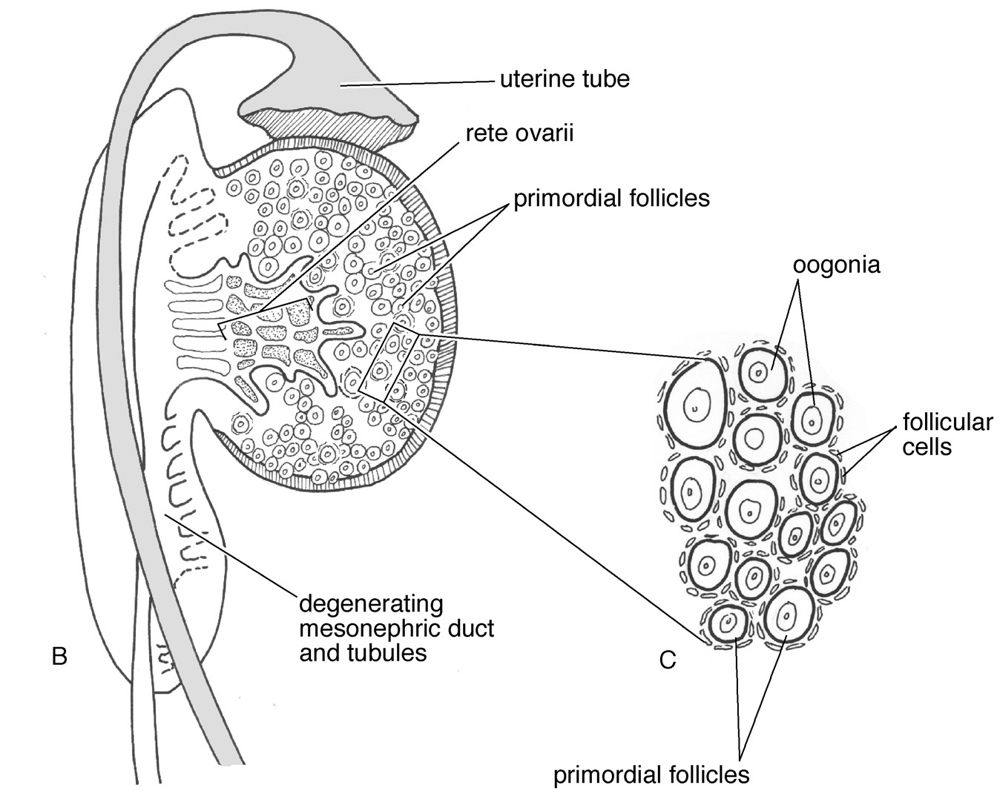 uterine tube
rete ovarii
primordial follicles
oogonia
follicular
cells
degenerating
mesonephric duct
and tubules
B
C
primordial follicles